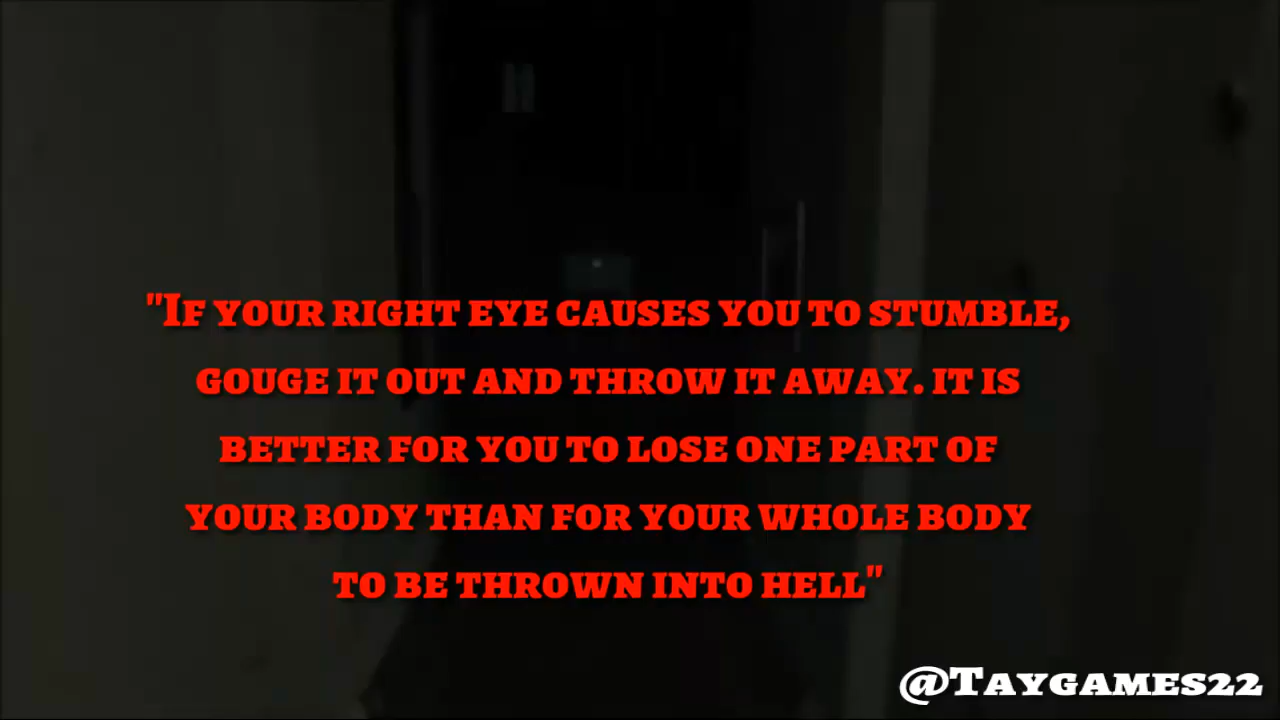 "If your right eye causes you to stumble,
gouge it out and throw it away. it is
better for you to lose one part of
your body than for your whole body
to be thrown into hell"
@Taygames22